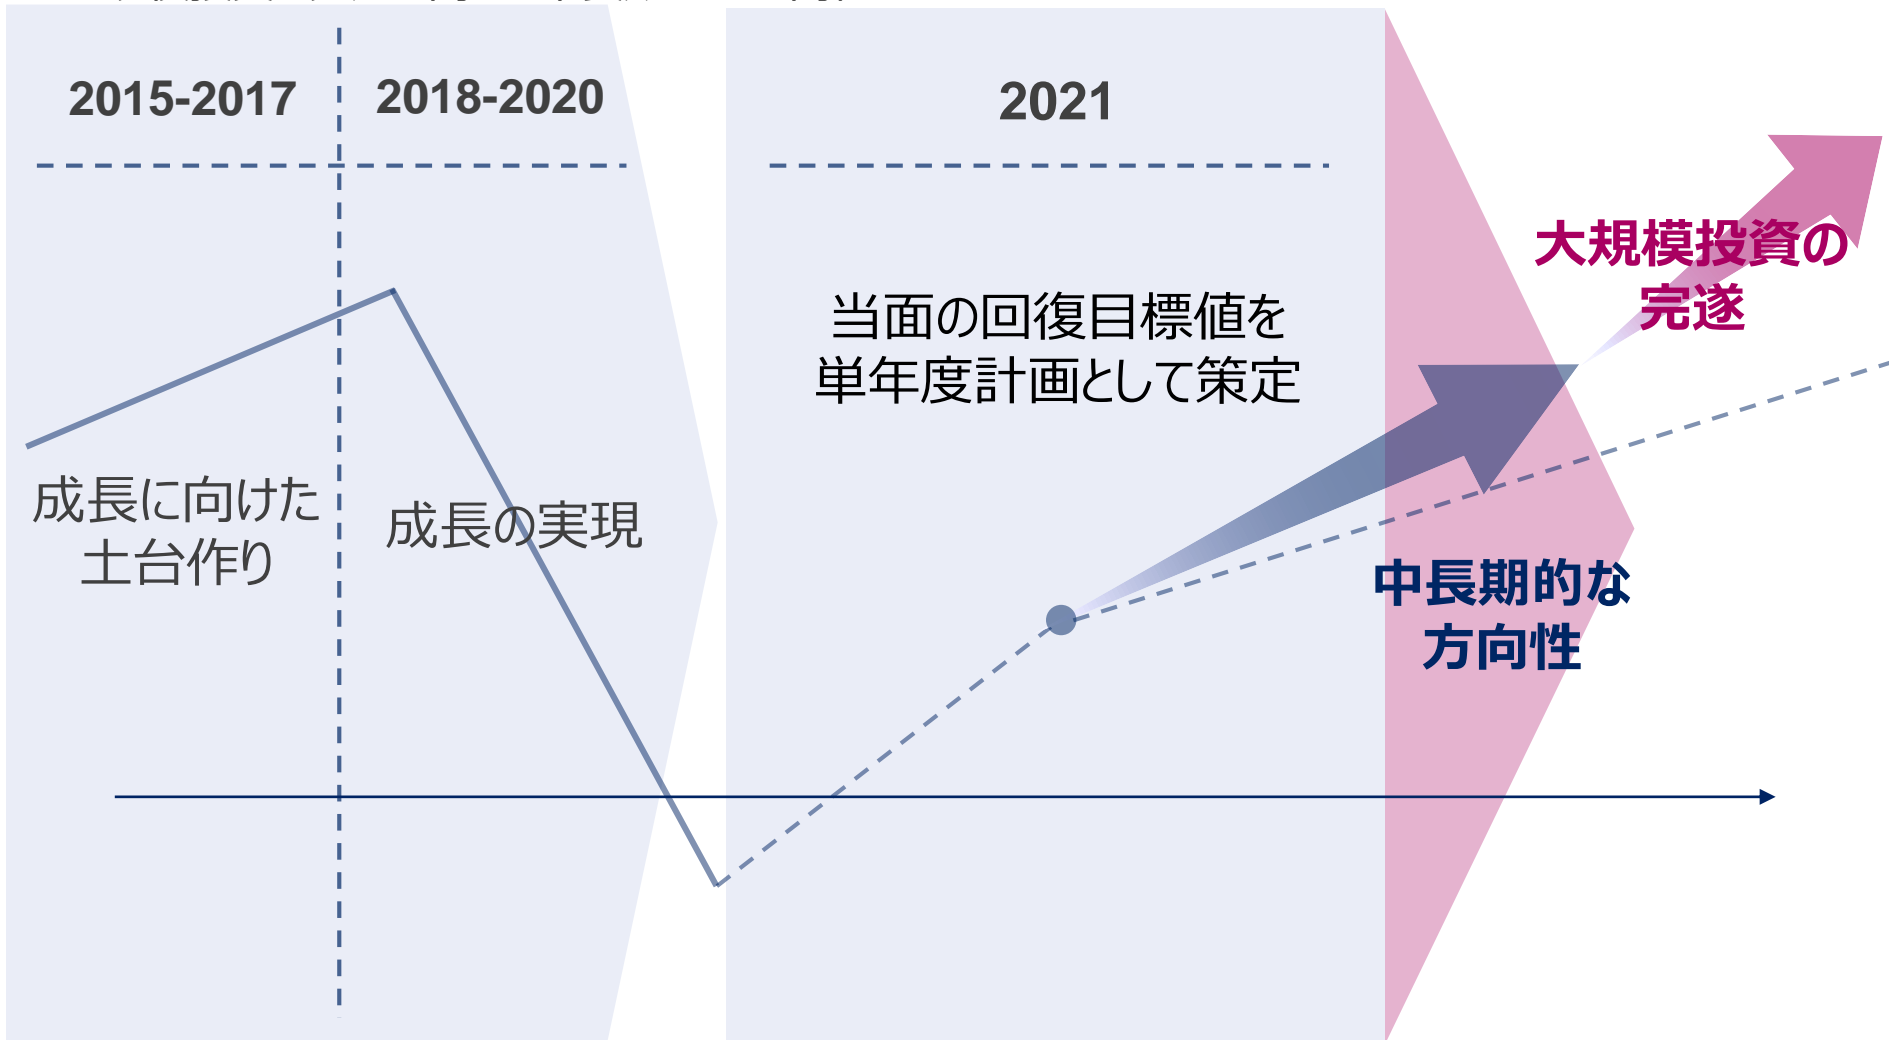 2015-2017
2018-2020
2021
成長に向けた
土台作り
成長の実現
当面の回復目標値を
単年度計画として策定
大規模投資の
完遂
中長期的な
方向性